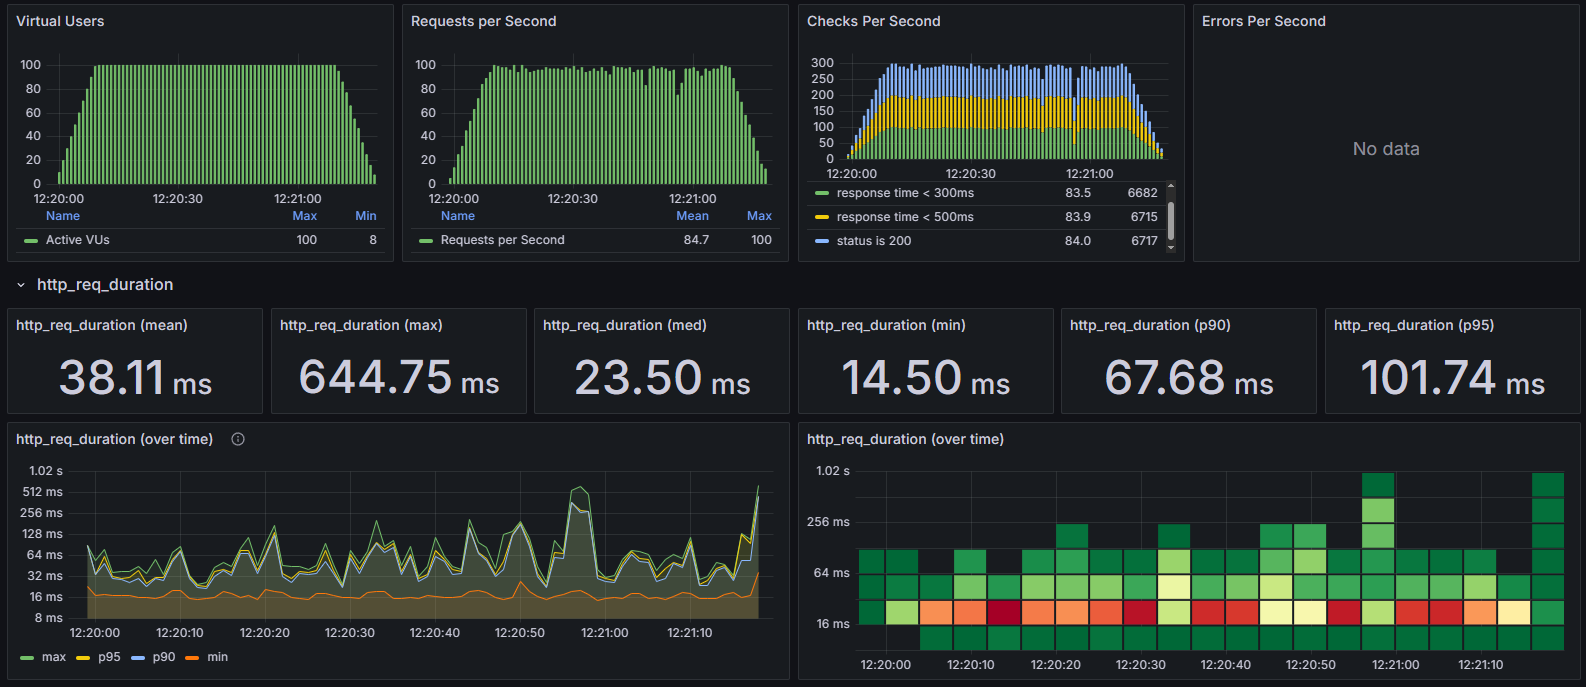 Virtual Users
100
80
60
40
20
0
12:20:00 12:20:30 12:21:00
Name Max Min
Active VUs 100 8
Requests per Second
100
80
60
40
20
0
12:20:00 12:20:30 12:21:00
Name Mean Max
Requests per Second 84.7 100
Checks Per Second
300
250
200
150
100
50
0
12:20:00 12:20:30 12:21:00
response time < 300ms 83.5 6682
response time < 500ms 83.9 6715
status is 200 84.0 6717
Errors Per Second
No data
http_req_duration
http_req_duration (mean)
38.11 ms
http_req_duration (max)
644.75 ms
http_req_duration (med)
23.50 ms
http_req_duration (min)
14.50 ms
http_req_duration (p90)
67.68 ms
http_req_duration (p95)
101.74 ms
http_req_duration (over time)
1.02 s
512 ms
256 ms
128 ms
64 ms
32 ms
16 ms
8 ms
12:20:00 12:20:10 12:20:20 12:20:30 12:20:40 12:20:50 12:21:00 12:21:10
max p95 p90 min
http_req_duration (over time)
1.02 s
256 ms
64 ms
16 ms
12:20:00 12:20:10 12:20:20 12:20:30 12:20:40 12:20:50 12:21:00 12:21:10